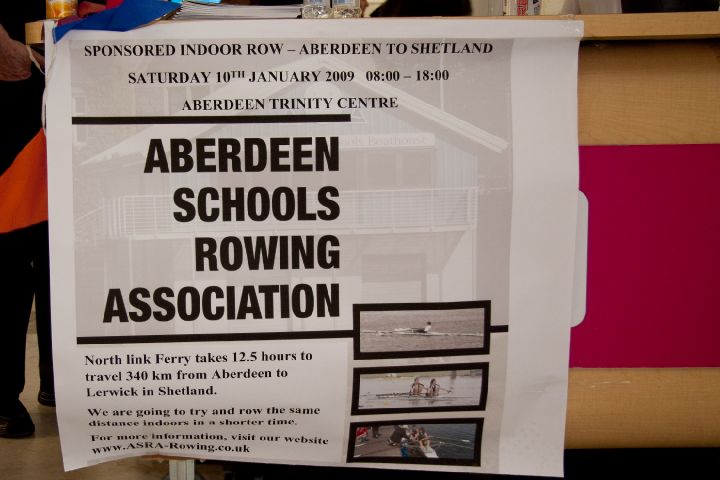 SPONSORED INDOOR ROW – ABERDEEN TO SHETLAND
SATURDAY 10TH JANUARY 2009 08:00 – 18:00
ABERDEEN TRINITY CENTRE
ools Boathouse
ABERDEEN
SCHOOLS
ROWING
ASSOCIATION
North link Ferry takes 12.5 hours to
travel 340 km from Aberdeen to
Lerwick in Shetland.
We are going to try and row the same
distance indoors in a shorter time.
For more information, visit our website
www.ASRA-Rowing.co.uk